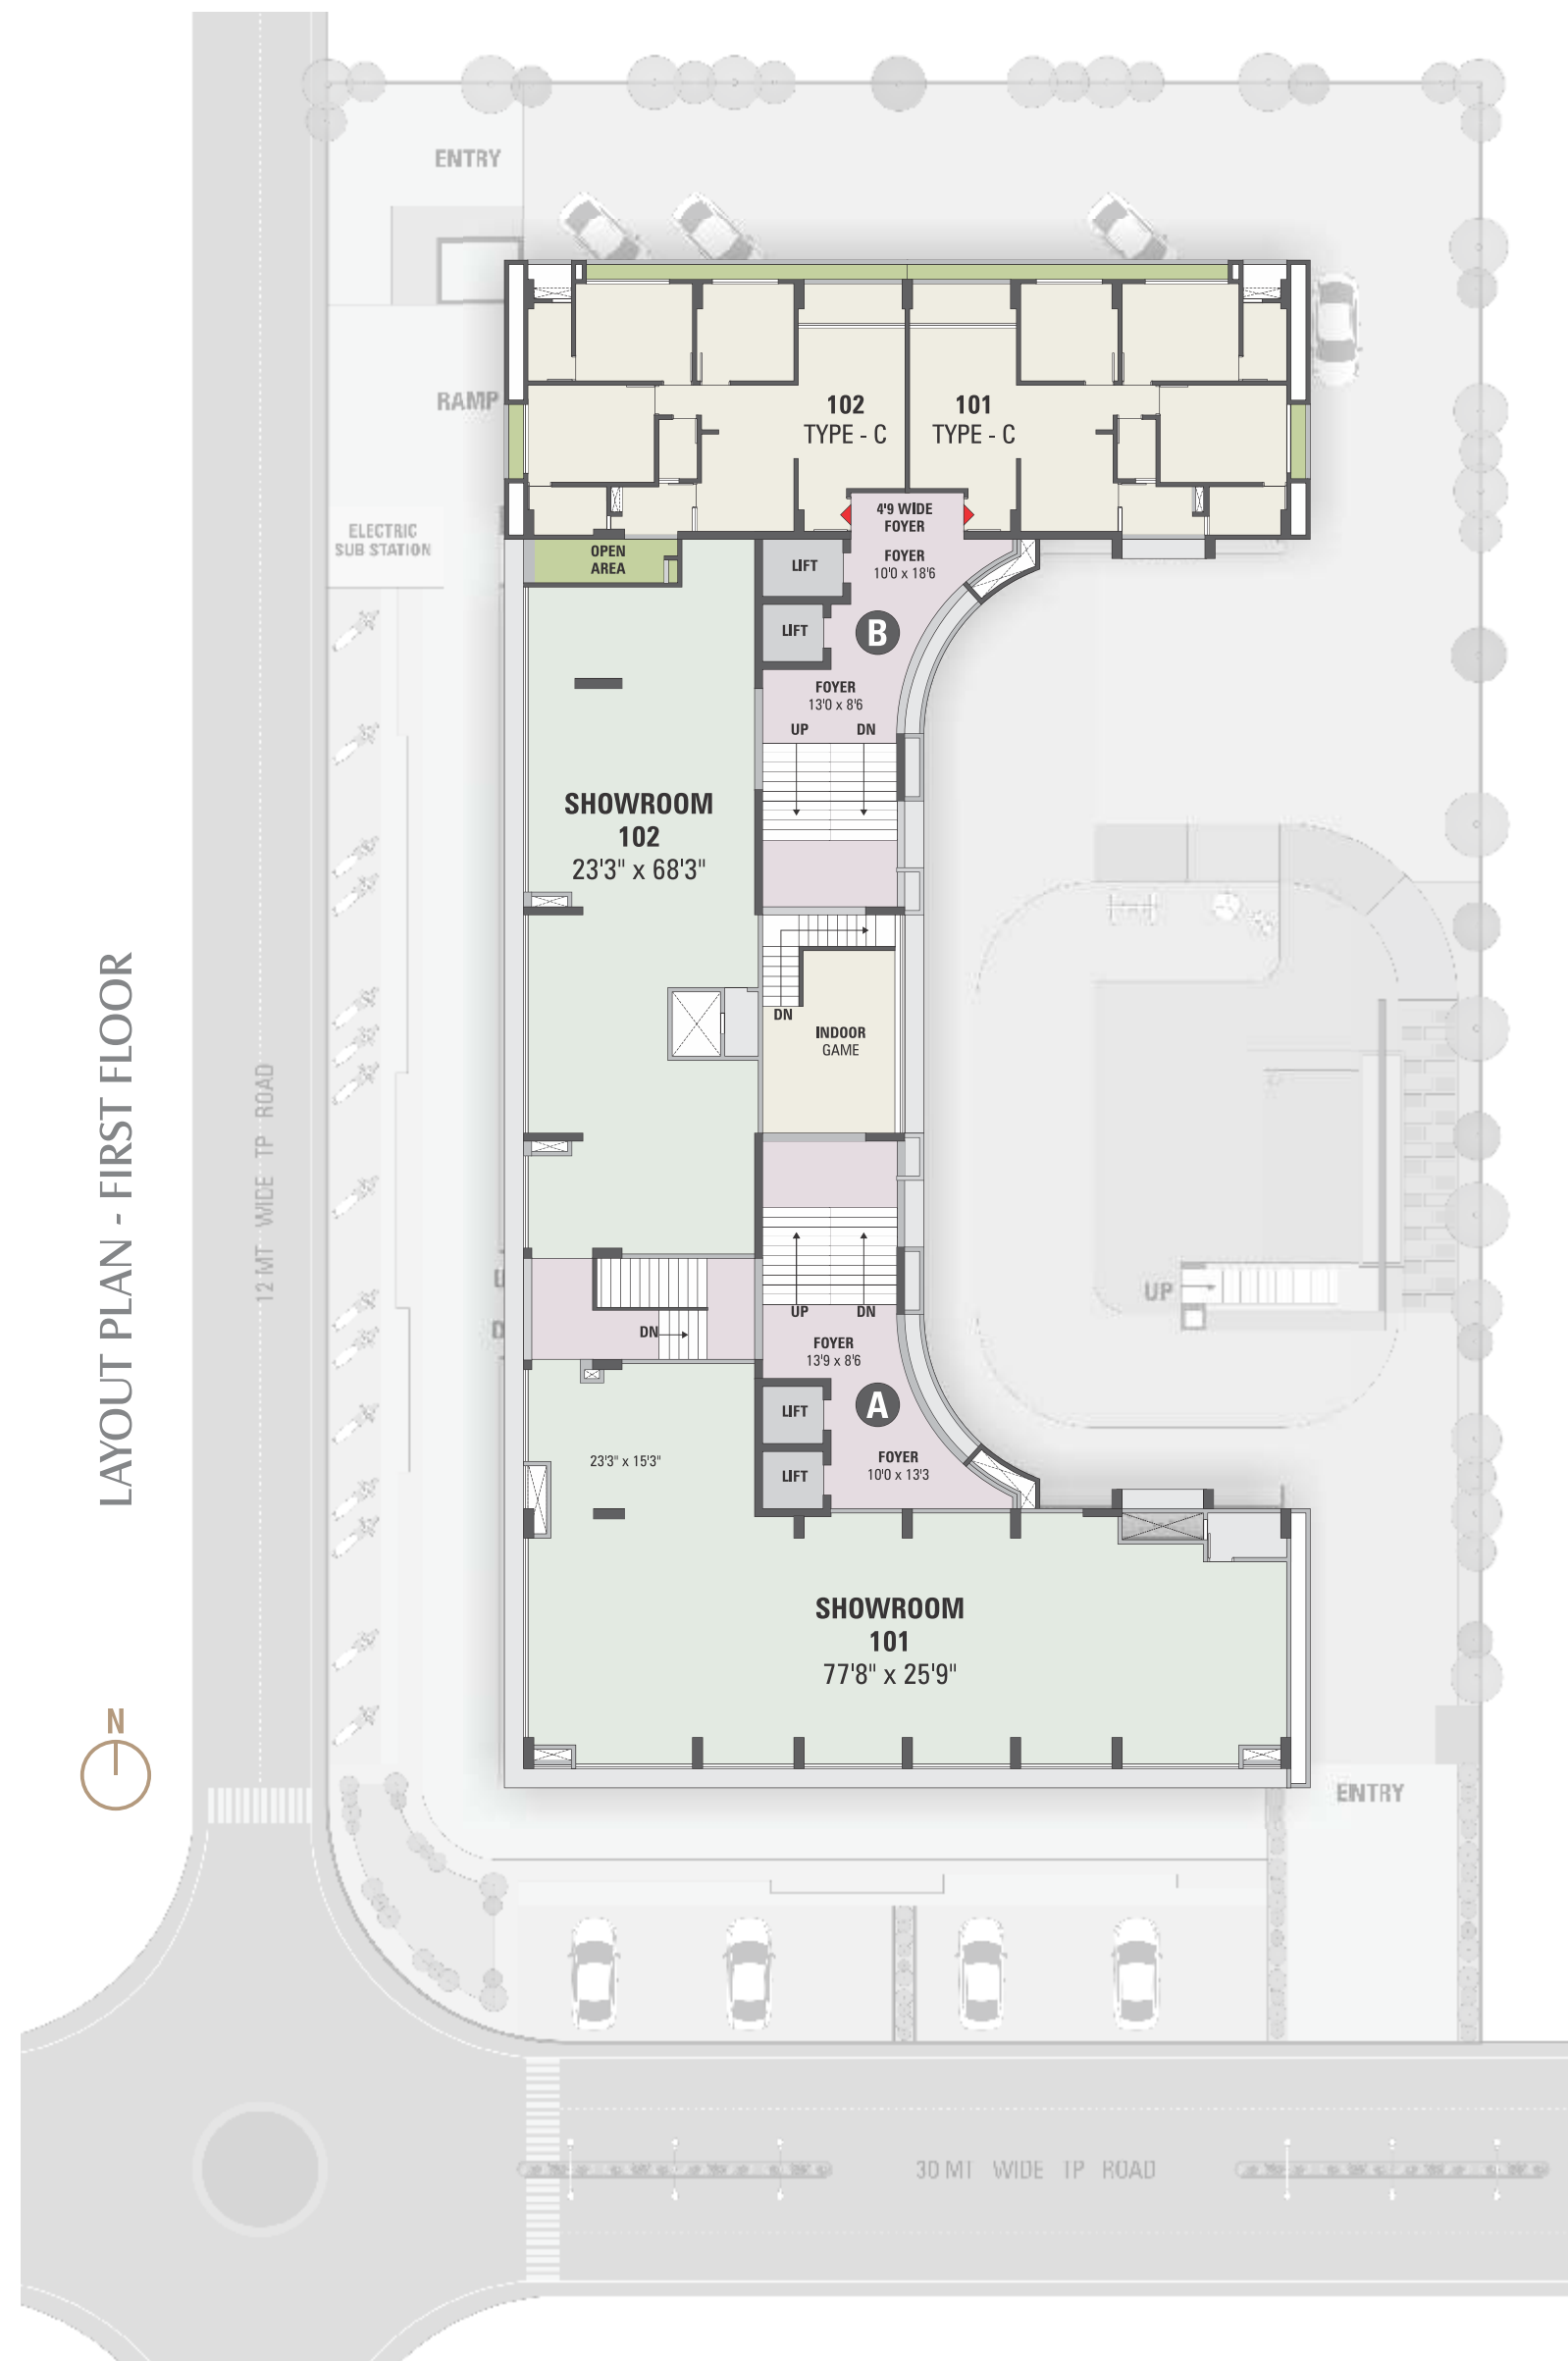 ENTRY
RAMP
102
TYPE - C
101
TYPE - C
4'9 WIDE
FOYER
ELECTRIC
SUB STATION
OPEN
AREA
LIFT
FOYER
10'0 x 18'6
LIFT
B
FOYER
13'0 x 8'6
UP
DN
SHOWROOM
102
23'3" x 68'3"
DN
INDOOR
GAME
LAYOUT PLAN - FIRST FLOOR
12 MT WIDE TP ROAD
UP
UP
DN
DN
FOYER
13'9 x 8'6
LIFT
A
23'3" x 15'3"
FOYER
10'0 x 13'3
LIFT
SHOWROOM
101
77'8" x 25'9"
N
ENTRY
30 MT WIDE TP ROAD